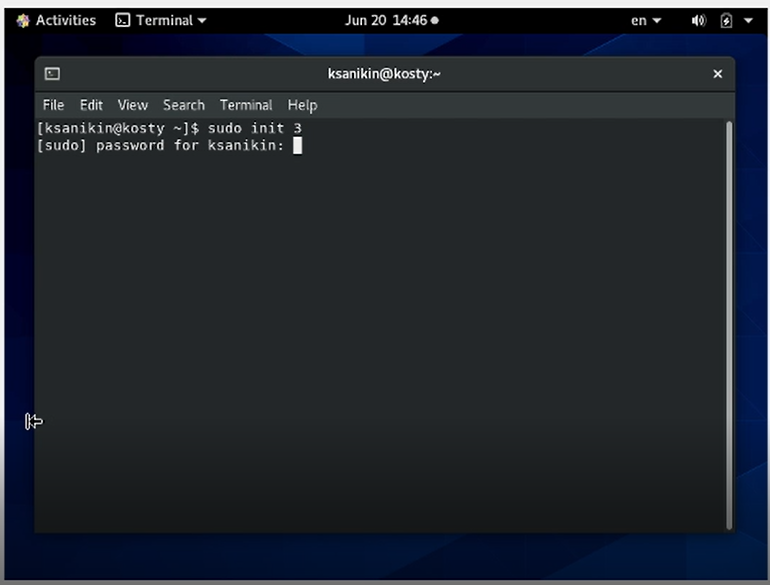 Activities Terminal Jun 20 14:46 en
ksanikin@kosty:~
File Edit View Search Terminal Help
[ksanikin@kosty ~]$ sudo init 3
[sudo] password for ksanikin: